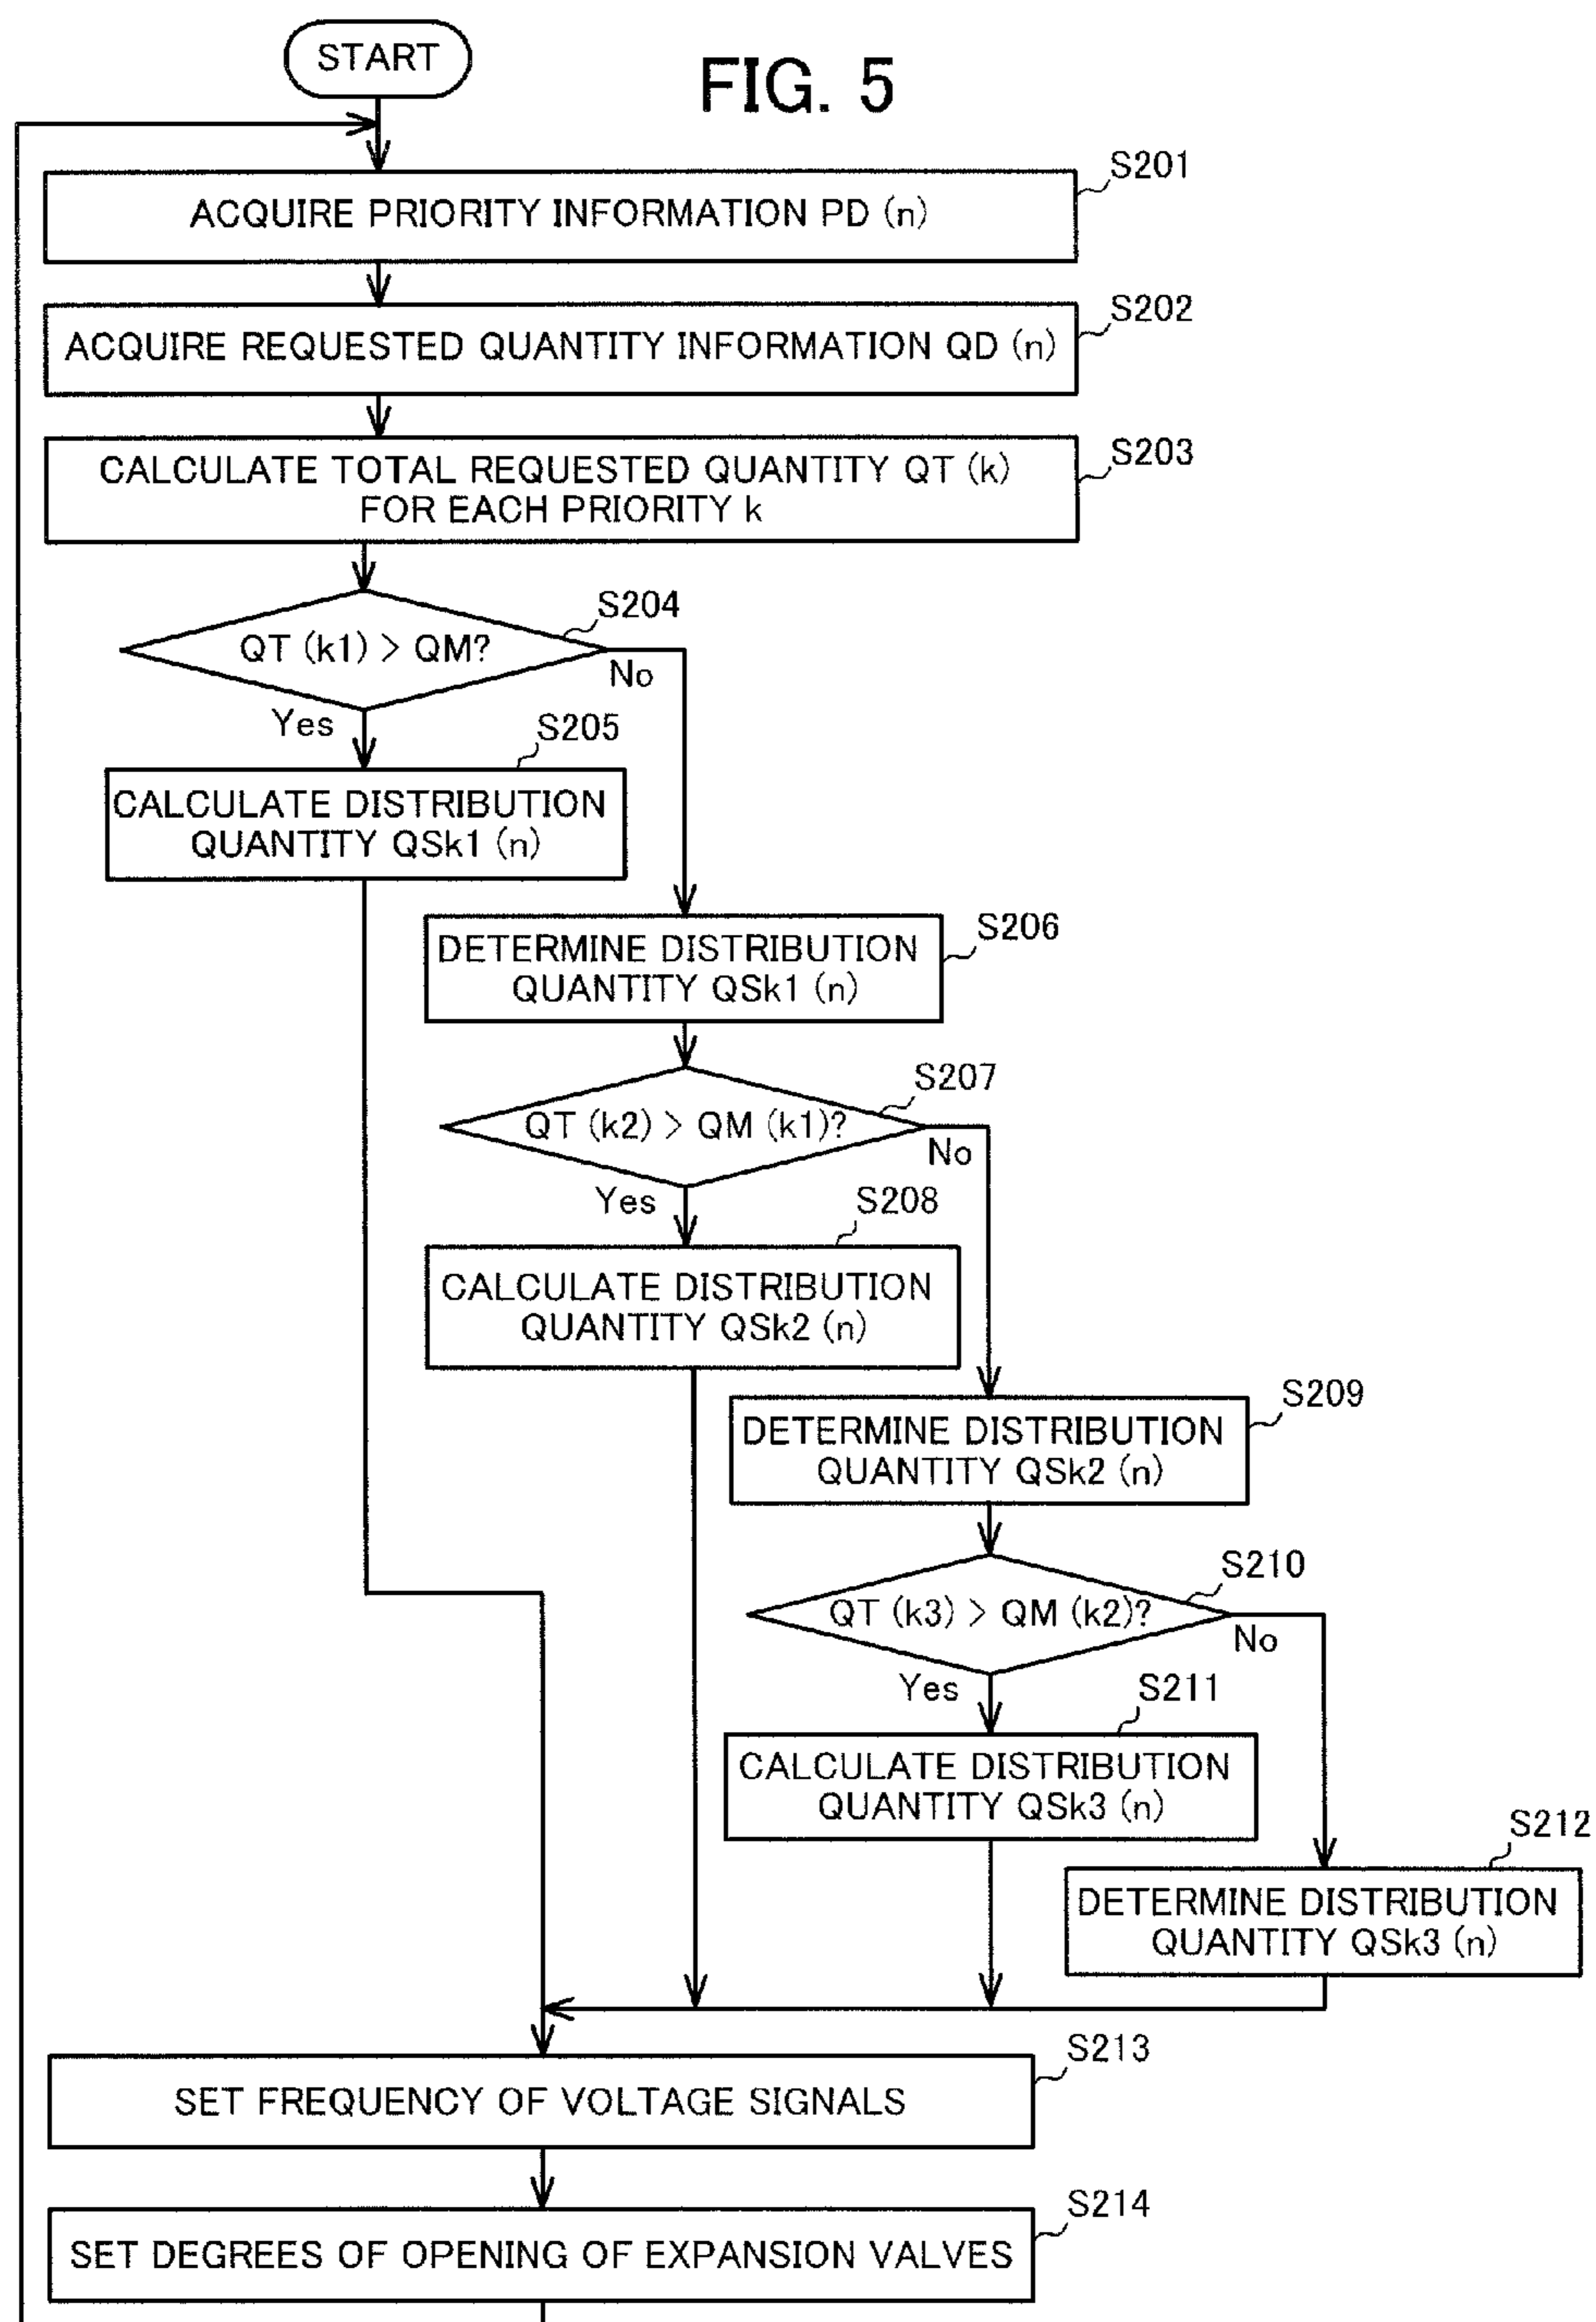 START
FIG. 5
S201
ACQUIRE PRIORITY INFORMATION PD (n)
S202
ACQUIRE REQUESTED QUANTITY INFORMATION QD (n)
S203
CALCULATE TOTAL REQUESTED QUANTITY QT (k)
FOR EACH PRIORITY k
S204
QT (k1) > QM?
No
Yes
S205
CALCULATE DISTRIBUTION
QUANTITY QSk1 (n)
S206
DETERMINE DISTRIBUTION
QUANTITY QSk1 (n)
S207
QT (k2) > QM (k1)?
No
Yes
S208
CALCULATE DISTRIBUTION
QUANTITY QSk2 (n)
S209
DETERMINE DISTRIBUTION
QUANTITY QSk2 (n)
S210
QT (k3) > QM (k2)?
No
Yes
S211
CALCULATE DISTRIBUTION
QUANTITY QSk3 (n)
S212
DETERMINE DISTRIBUTION
QUANTITY QSk3 (n)
S213
SET FREQUENCY OF VOLTAGE SIGNALS
S214
SET DEGREES OF OPENING OF EXPANSION VALVES